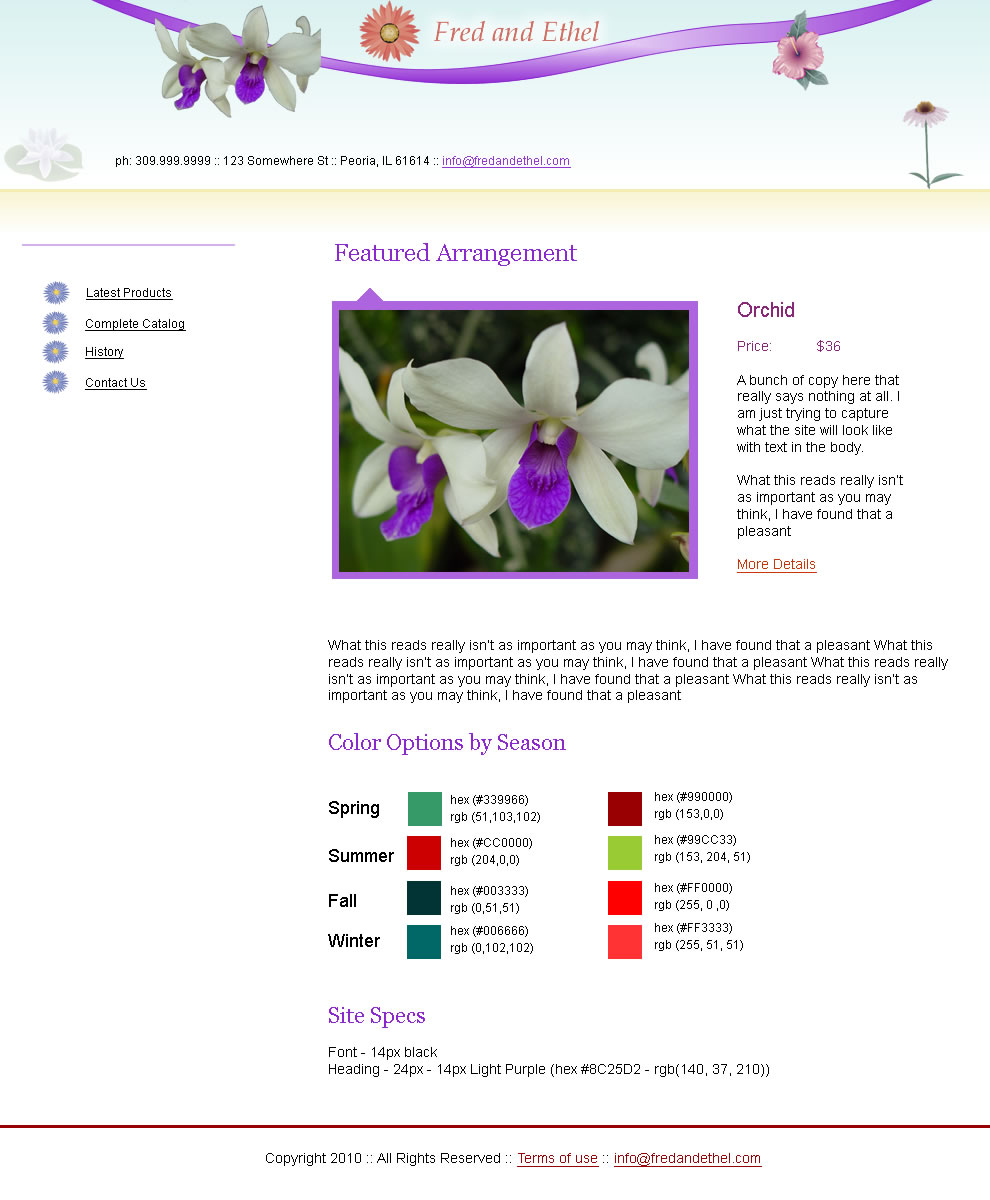 Fred and Ethel
ph: 309.999.9999 :: 123 Somewhere St :: Peoria, IL 61614 :: info@fredandethel.com
Latest Products
Complete Catalog
History
Contact Us
Featured Arrangement
Orchid
Price: $36
A bunch of copy here that
really says nothing at all. I
am just trying to capture
what the site will look like
with text in the body.
What this reads really isn't
as important as you may
think, I have found that a
pleasant
More Details
What this reads really isn't as important as you may think, I have found that a pleasant What this
reads really isn't as important as you may think, I have found that a pleasant What this reads really
isn't as important as you may think, I have found that a pleasant What this reads really isn't as
important as you may think, I have found that a pleasant
Color Options by Season
Spring
hex (#339966)
rgb (51,103,102)
hex (#990000)
rgb (153,0,0)
Summer
hex (#CC0000)
rgb (204,0,0)
hex (#99CC33)
rgb (153, 204, 51)
Fall
hex (#003333)
rgb (0,51,51)
hex (#FF0000)
rgb (255, 0 ,0)
Winter
hex (#006666)
rgb (0,102,102)
hex (#FF3333)
rgb (255, 51, 51)
Site Specs
Font - 14px black
Heading - 24px - 14px Light Purple (hex #8C25D2 - rgb(140, 37, 210))
Copyright 2010 :: All Rights Reserved :: Terms of use :: info@fredandethel.com